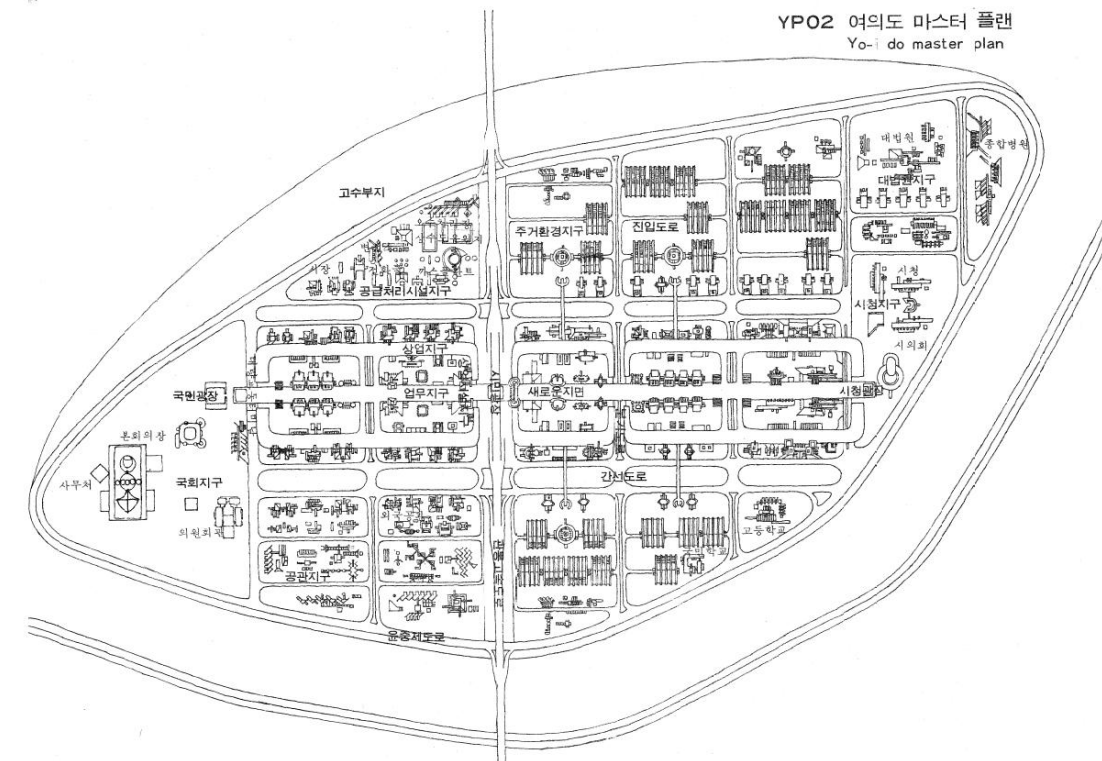 YP02 여의도 마스터 플랜
Yo-i do master plan
고수부지
대법원
종합병원
대법원지구
주거환경지구
진입도로
시장
공급처리시설지구
시청
시청지구
시의회
상업지구
국민광장
업무지구
새로운지면
시청광장
본회의장
사무처
국회지구
의원회관
간선도로
고등학교
공관지구
윤중제도로